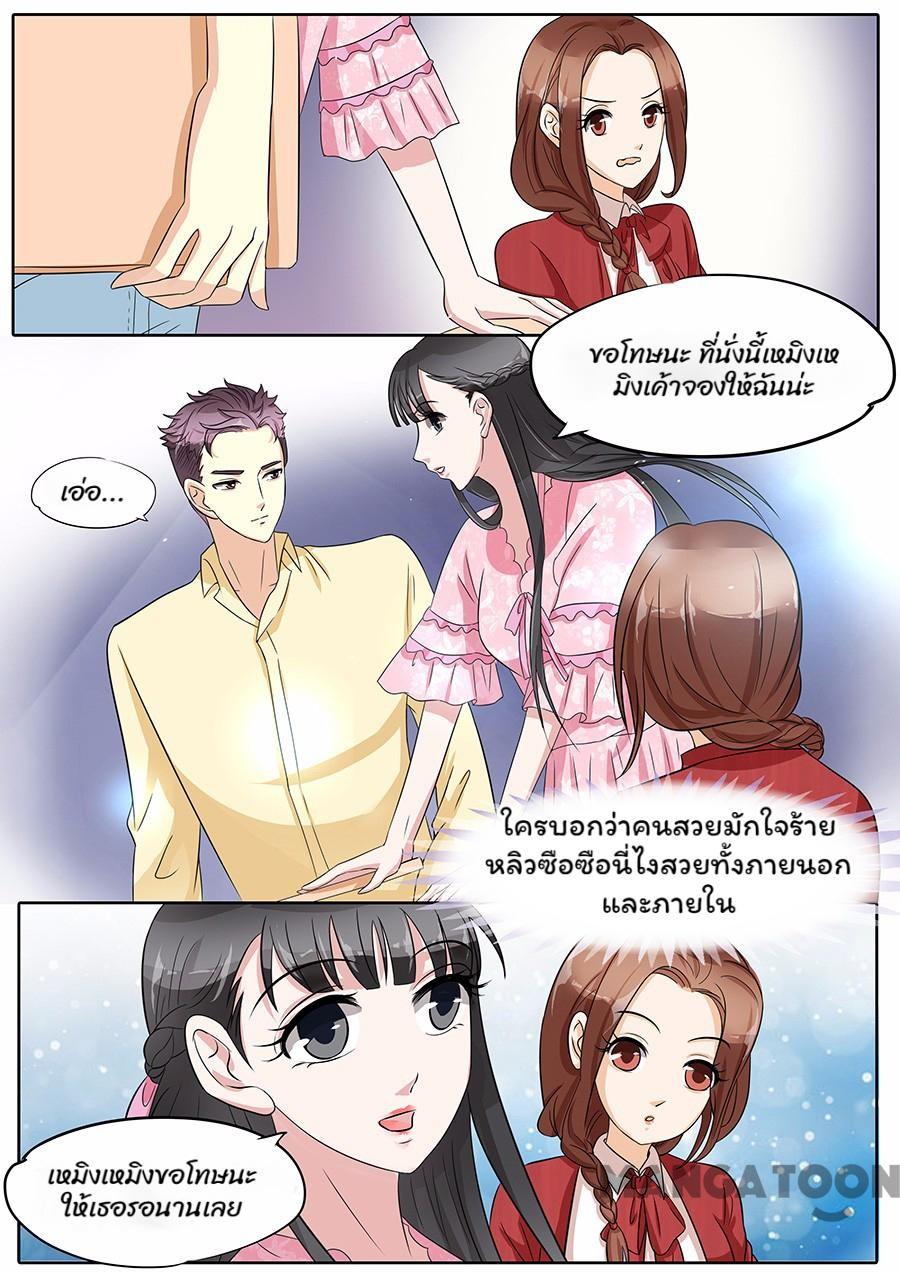 ขอโทษนะ ที่นั่งนี้เหมิงเห
มิงเค้าจองให้ฉันน่ะ
เอ่อ...
ใครบอกว่าคนสวยมักใจร้าย
หลิวซือซือนี่ไงสวยทั้งภายนอก
และภายใน
เหมิงเหมิงขอโทษนะ
ให้เธอรอนานเลย
MANGATOON